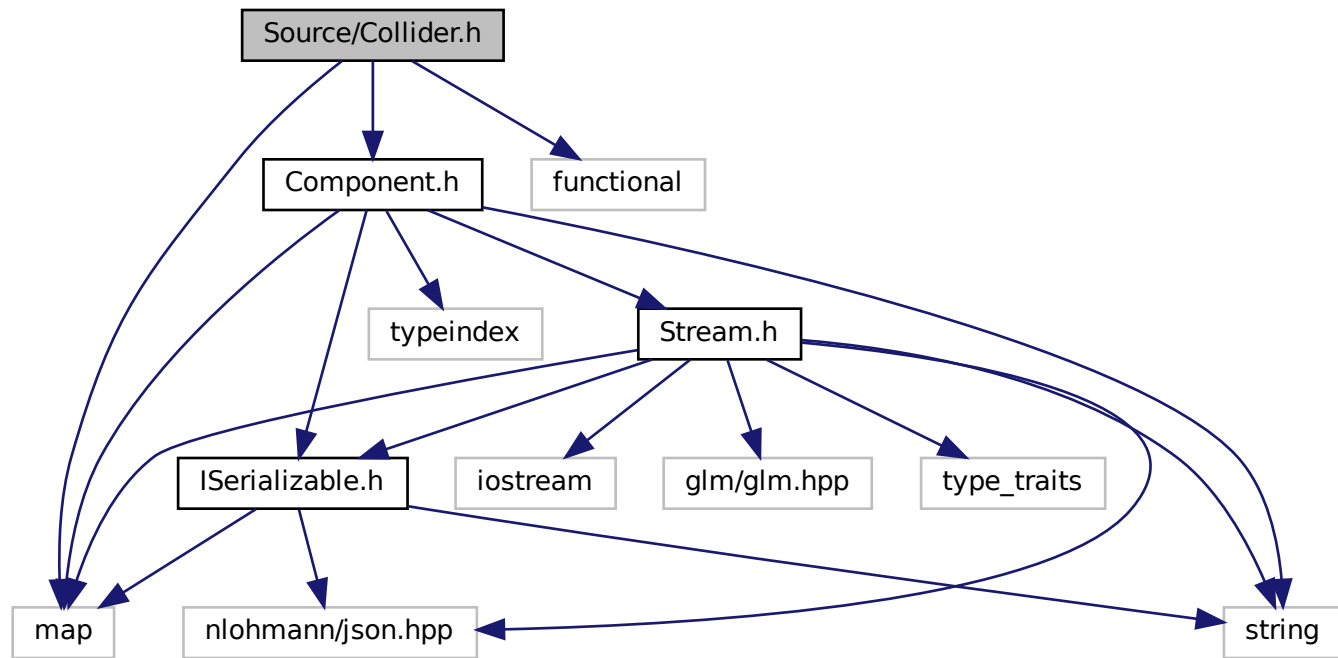 Source/Collider.h
Component.h
functional
typeindex
Stream.h
ISerializable.h
iostream
glm/glm.hpp
type_traits
map
nlohmann/json.hpp
string